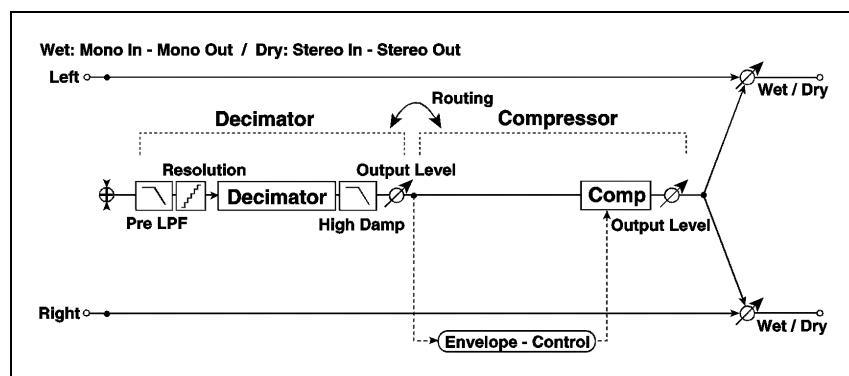 Wet: Mono In - Mono Out / Dry: Stereo In - Stereo Out
Left
Wet / Dry
Routing
Decimator
Compressor
Resolution
Output Level
Decimator
Comp
Pre LPF
High Damp
Output Level
Right
Wet / Dry
Envelope - Control